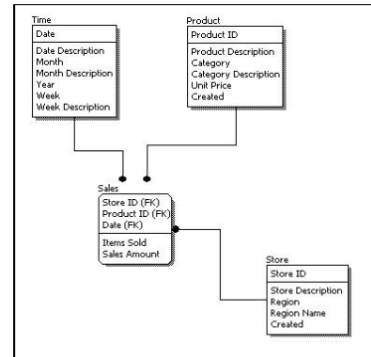 Time
Date
Date Description
Month
Month Description
Year
Week
Week Description
Product
Product ID
Product Description
Category
Category Description
Unit Price
Created
Sales
Store ID (FK)
Product ID (FK)
Date (FK)
Items Sold
Sales Amount
Store
Store ID
Store Description
Region
Region Name
Created